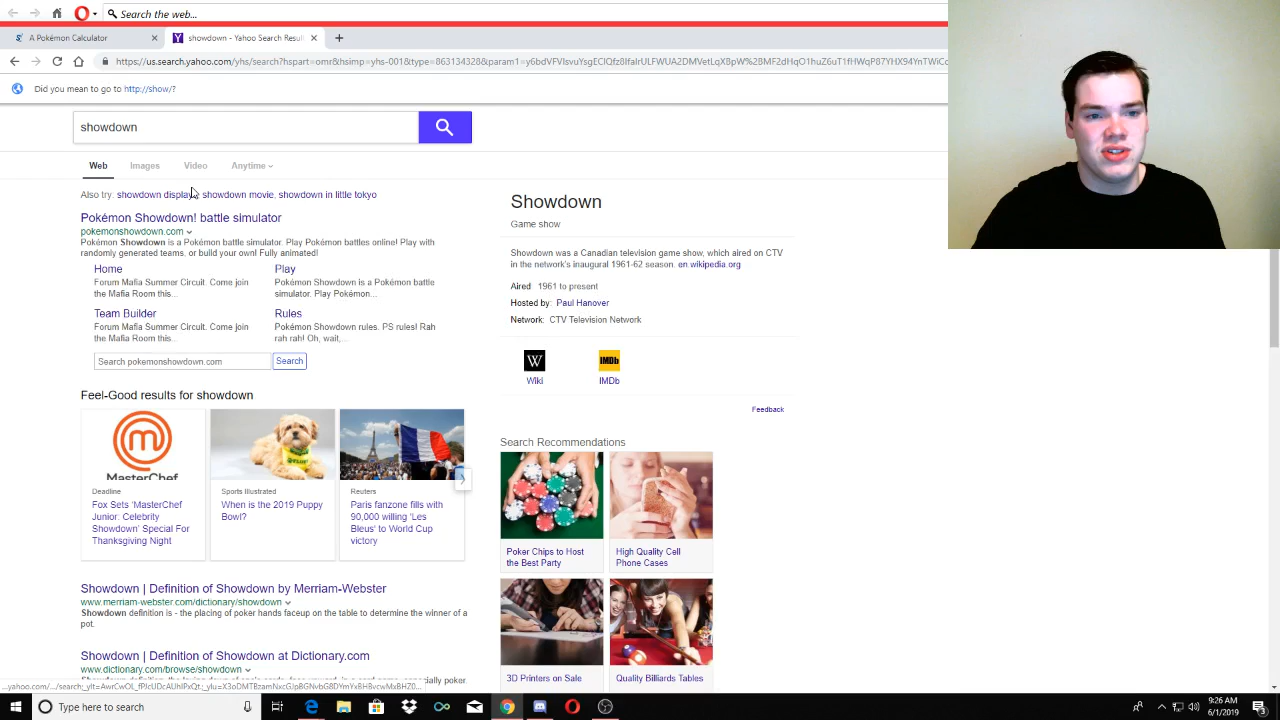 Search the web...
A Pokémon Calculator
showdown - Yahoo Search Resul
Did you mean to go to http://show/?
showdown
Web
Images
Video
Anytime
Also try: showdown display, showdown movie, showdown in little tokyo
Pokémon Showdown! battle simulator
pokemonshowdown.com
Pokémon Showdown is a Pokémon battle simulator. Play Pokémon battles online! Play with
randomly generated teams, or build your own! Fully animated!
Home
Forum Mafia Summer Circuit. Come join
the Mafia Room this...
Play
Pokémon Showdown is a Pokémon battle
simulator. Play Pokémon...
Team Builder
Forum Mafia Summer Circuit. Come join
the Mafia Room this...
Rules
Pokémon Showdown rules. PS rules! Rah
rah rah! Oh, wait,...
Search pokemonshowdown.com
Search
Feel-Good results for showdown
MasterChef
Deadline
Fox Sets 'MasterChef
Junior: Celebrity
Showdown' Special For
Thanksgiving Night
Sports Illustrated
When is the 2019 Puppy
Bowl?
Reuters
Paris fanzone fills with
90,000 willing 'Les
Bleus' to World Cup
victory
Showdown | Definition of Showdown by Merriam-Webster
www.merriam-webster.com/dictionary/showdown
Showdown definition is - the placing of poker hands faceup on the table to determine the winner of a
pot.
Showdown | Definition of Showdown at Dictionary.com
www.dictionary.com/browse/showdown
Showdown
Game show
Showdown was a Canadian television game show, which aired on CTV
in the network's inaugural 1961-62 season. en.wikipedia.org
Aired: 1961 to present
Hosted by: Paul Hanover
Network: CTV Television Network
W
Wiki
IMDb
IMDb
Feedback
Search Recommendations
Poker Chips to Host
the Best Party
High Quality Cell
Phone Cases
3D Printers on Sale
Quality Billiards Tables
Type here to search
9:26 AM
6/1/2019